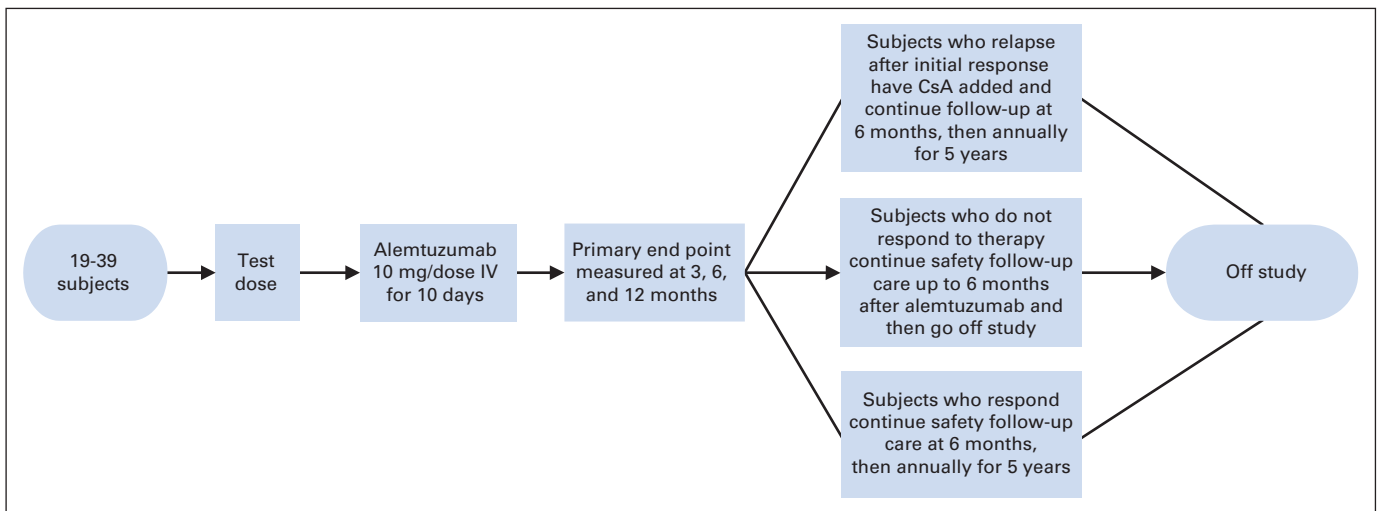 19-39
subjects
Test
dose
Alemtuzumab
10 mg/dose IV
for 10 days
Primary end point
measured at 3, 6,
and 12 months
Subjects who relapse
after initial response
have CsA added and
continue follow-up at
6 months, then annually
for 5 years
Subjects who do not
respond to therapy
continue safety follow-up
care up to 6 months
after alemtuzumab and
then go off study
Subjects who respond
continue safety follow-up
care at 6 months,
then annually for 5 years
Off study